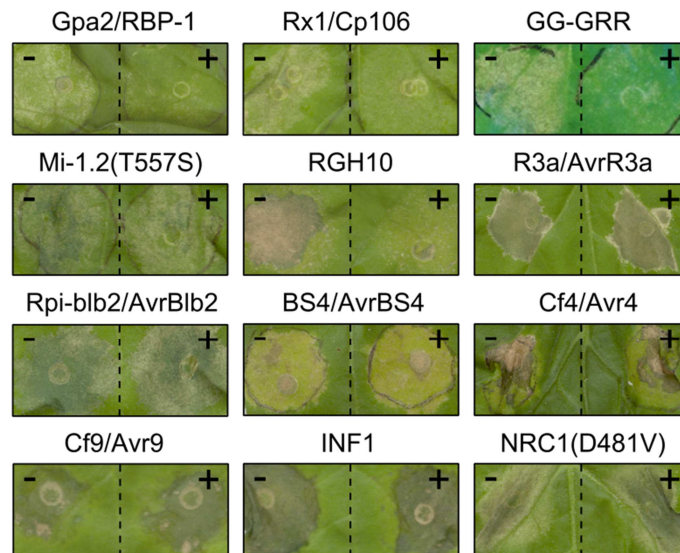 Gpa2/RBP-1 Rx1/Cp106 GG-GRR
- + - + - +
Mi-1.2(T557S) RGH10 R3a/AvrR3a
- + - + - +
Rpi-blb2/AvrBlb2 BS4/AvrBS4 Cf4/Avr4
- + - + - +
Cf9/Avr9 INF1 NRC1(D481V)
- + - + - +